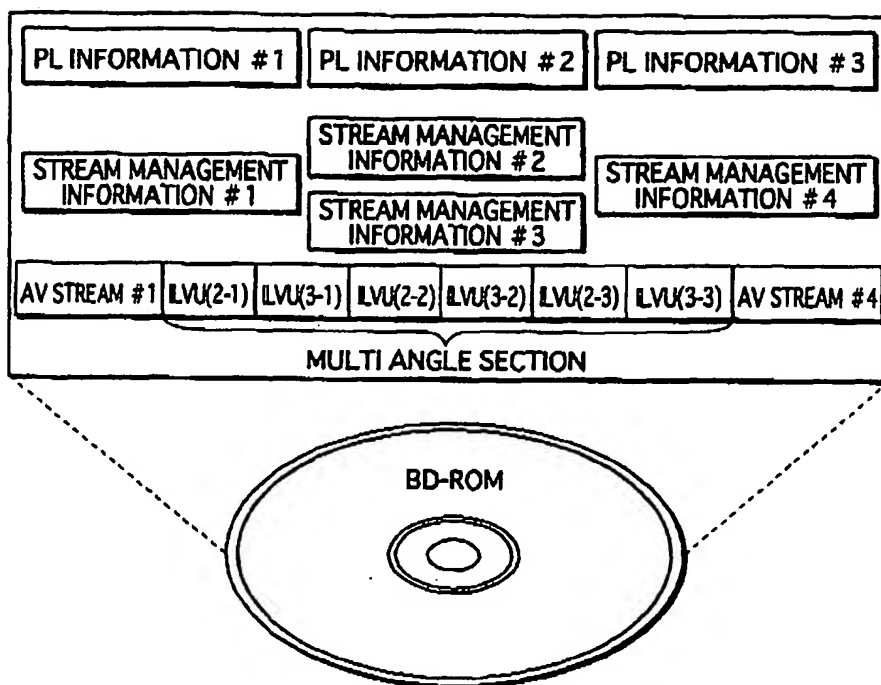 PL INFORMATION #1
PL INFORMATION #2
PL INFORMATION #3
STREAM MANAGEMENT
INFORMATION #1
STREAM MANAGEMENT
INFORMATION #2
STREAM MANAGEMENT
INFORMATION #3
STREAM MANAGEMENT
INFORMATION #4
AV STREAM #1
ILVU(2-1)
ILVU(3-1)
ILVU(2-2)
ILVU(3-2)
ILVU(2-3)
ILVU(3-3)
AV STREAM #4
MULTI ANGLE SECTION
BD-ROM